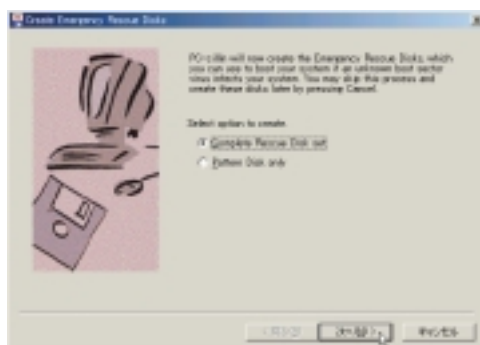 Create Emergency Rescue Disks
PC-cillin will now create the Emergency Rescue Disks, which
you can use to boot your system if an unknown boot sector
virus infects your system. You may skip this process and
create these disks later by pressing Cancel.
Select option to create:
Complete Rescue Disk set
Pattern Disk only
キャンセル